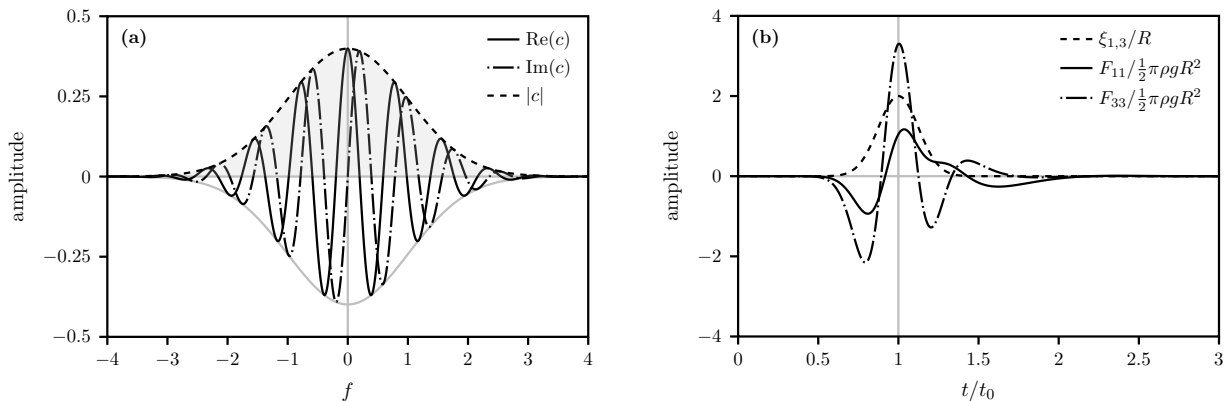 (a)
Re(c)
Im(c)
|c|
amplitude
0.5
0.25
0
−0.25
−0.5
−4 −3 −2 −1 0 1 2 3 4
f
(b)
ξ₁,₃/R
F₁₁/½πρgR²
F₃₃/½πρgR²
amplitude
4
2
0
−2
−4
0 0.5 1 1.5 2 2.5 3
t/t₀